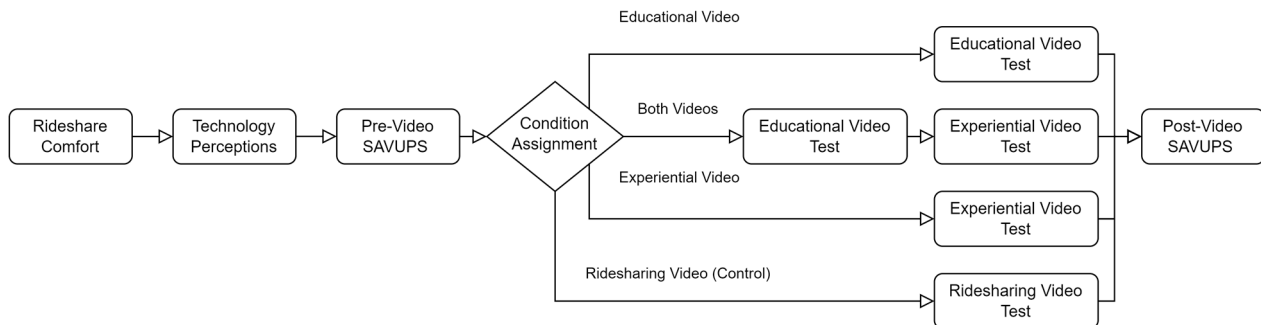 Rideshare
Comfort
Technology
Perceptions
Pre-Video
SAVUPS
Condition
Assignment
Educational Video
Educational Video
Test
Both Videos
Educational Video
Test
Experiential Video
Test
Experiential Video
Experiential Video
Test
Ridesharing Video (Control)
Ridesharing Video
Test
Post-Video
SAVUPS